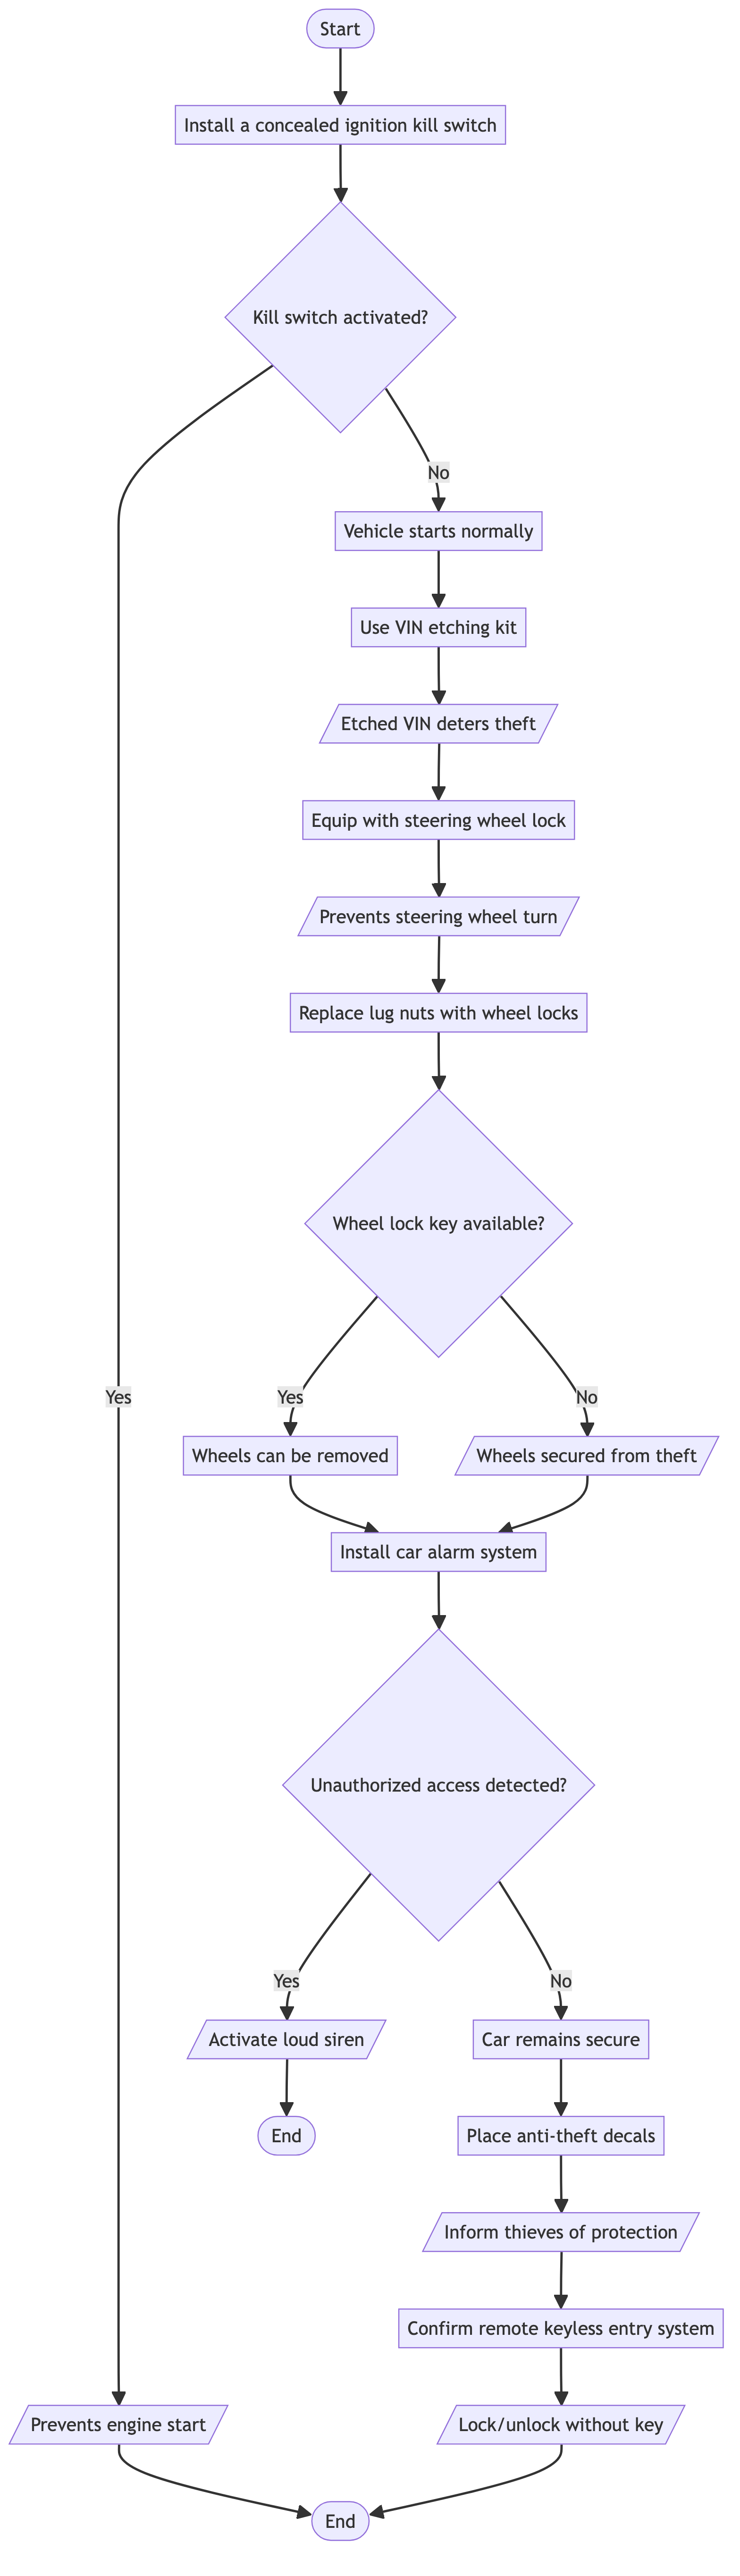 Start
Install a concealed ignition kill switch
Kill switch activated?
No
Vehicle starts normally
Use VIN etching kit
Etched VIN deters theft
Equip with steering wheel lock
Prevents steering wheel turn
Replace lug nuts with wheel locks
Wheel lock key available?
Yes
Yes
No
Wheels can be removed
Wheels secured from theft
Install car alarm system
Unauthorized access detected?
Yes
No
Activate loud siren
Car remains secure
End
Place anti-theft decals
Inform thieves of protection
Confirm remote keyless entry system
Prevents engine start
Lock/unlock without key
End